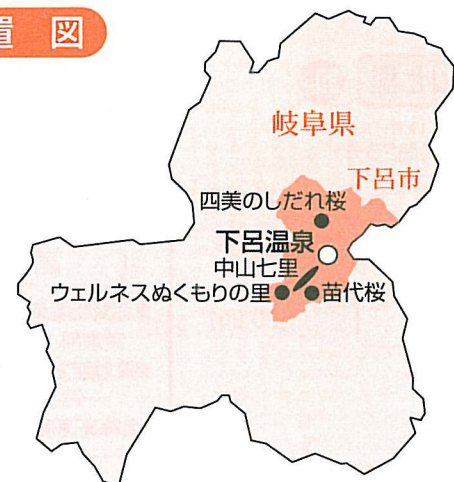 置 図
岐阜県
下呂市
四美のしだれ桜
下呂温泉
中山七里
ウェルネスぬくもりの里
苗代桜